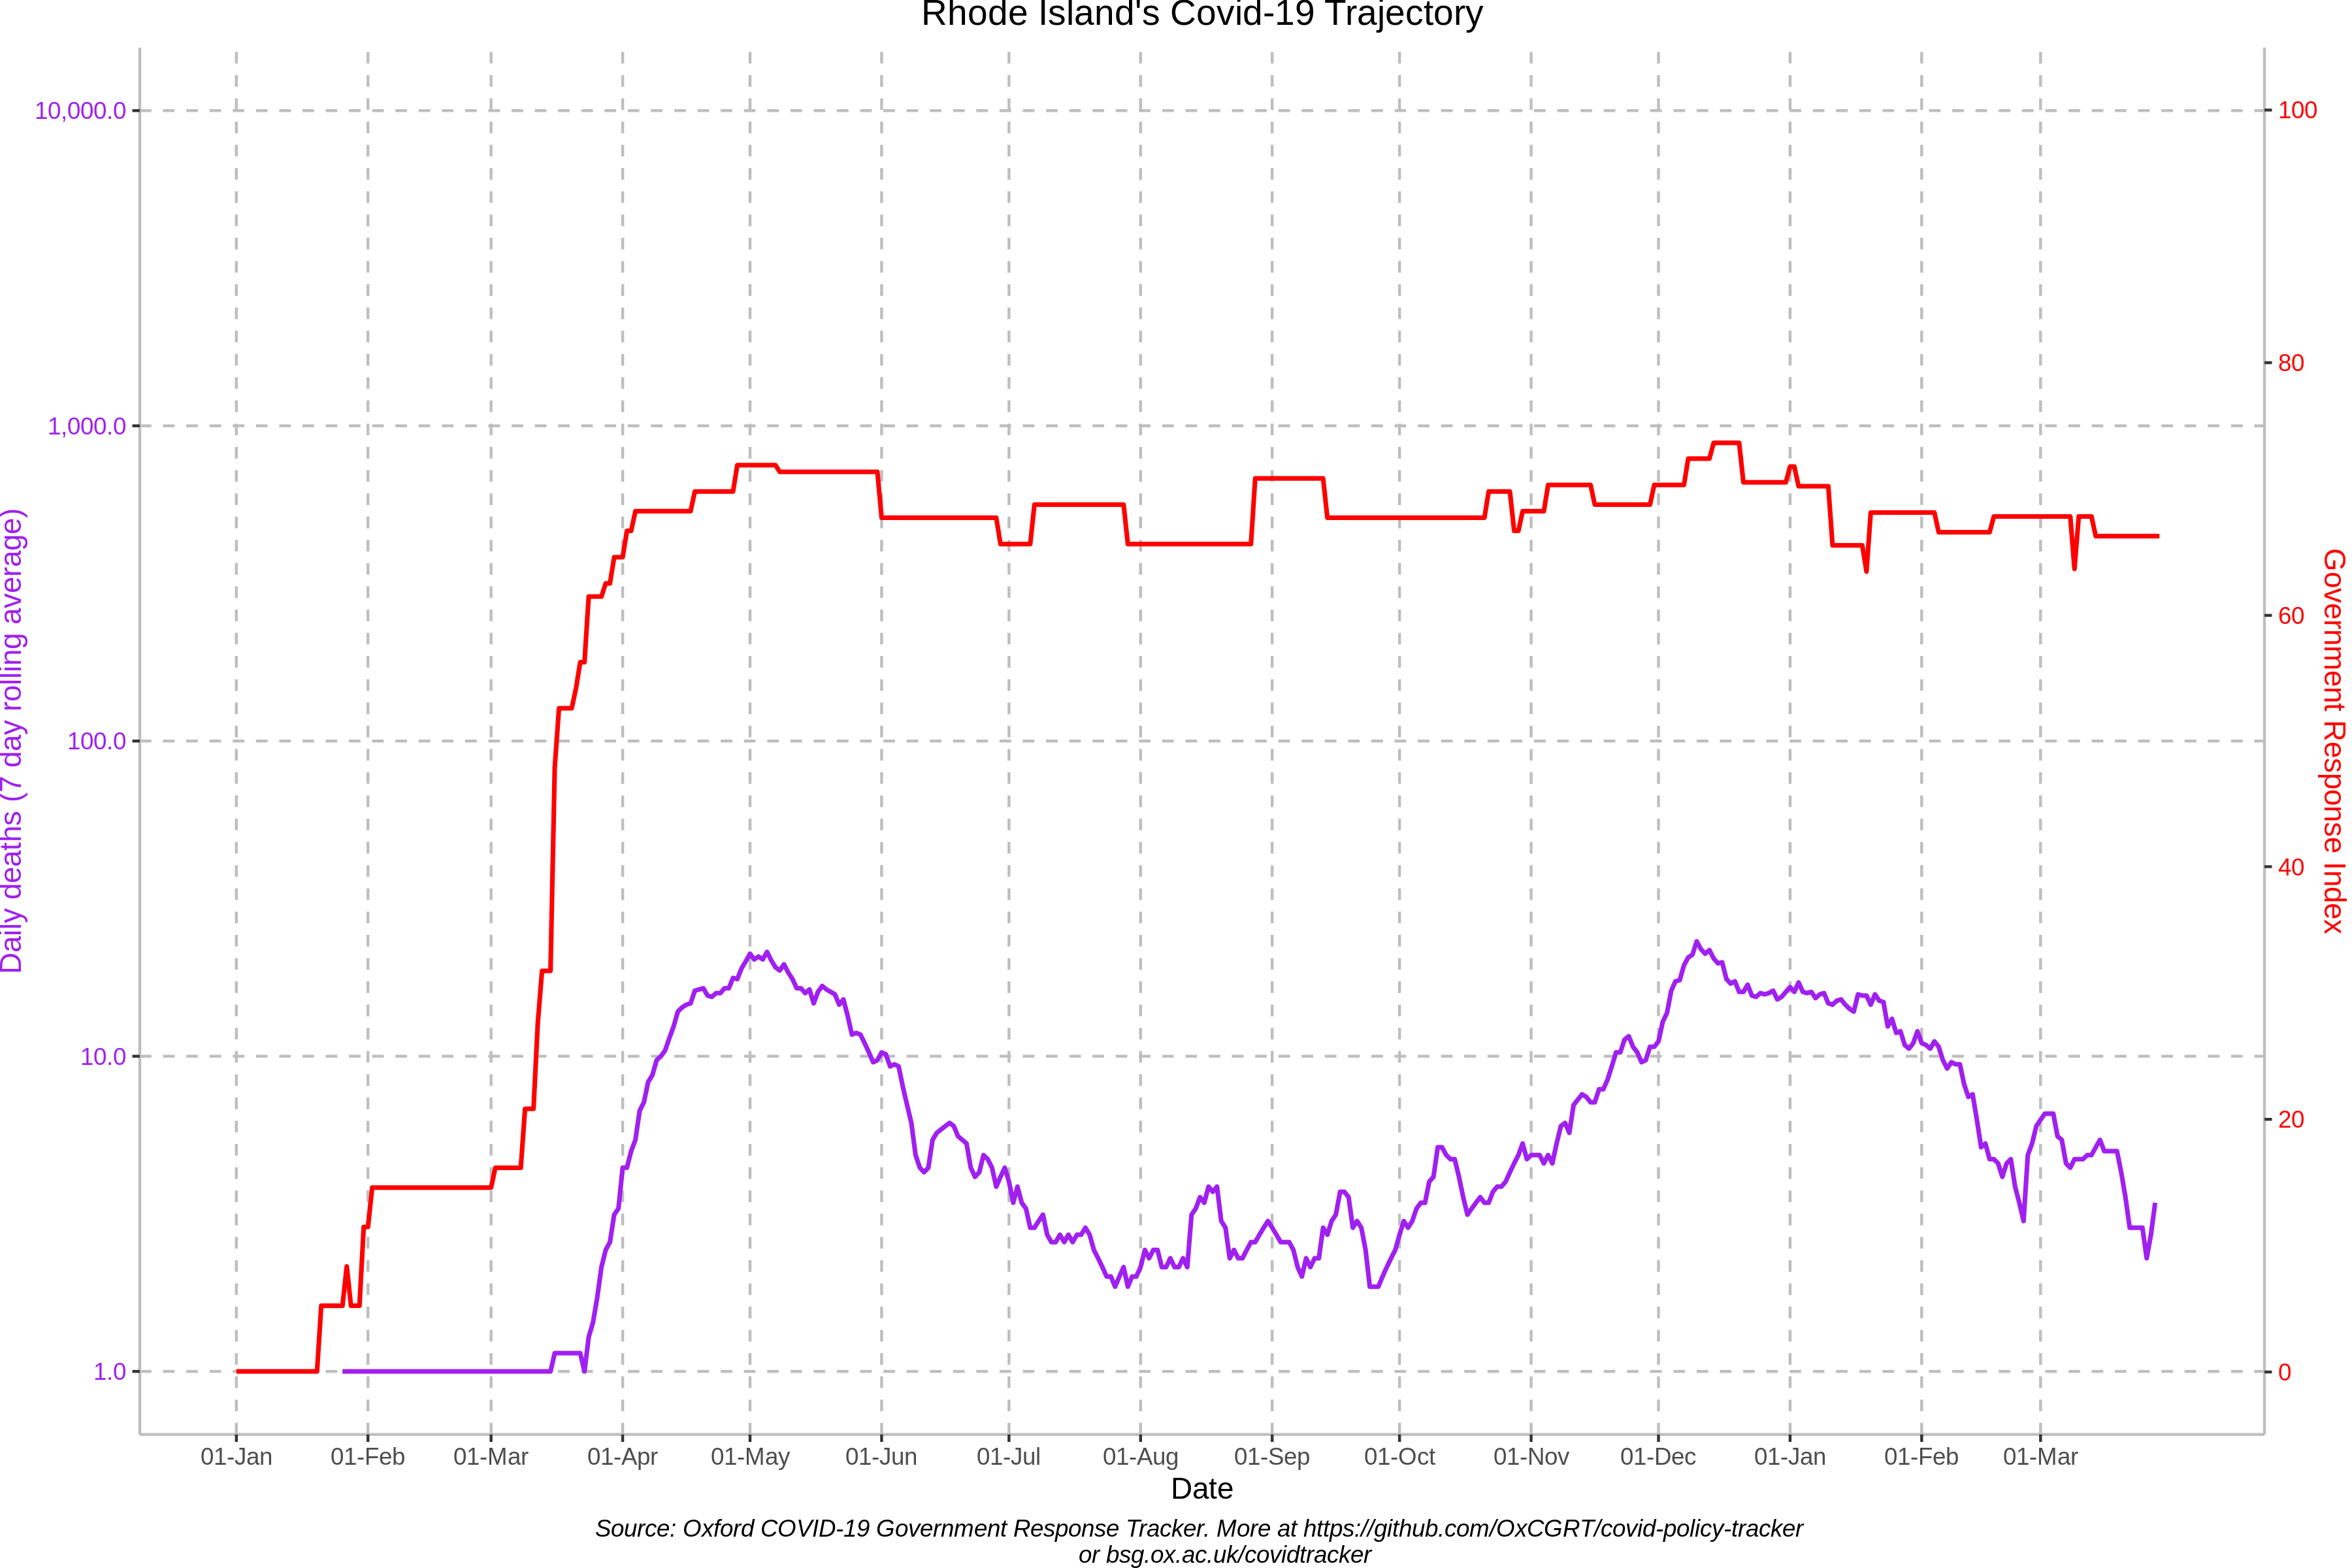 Rhode Island's Covid-19 Trajectory
10,000.0
1,000.0
100.0
10.0
1.0
Daily deaths (7 day rolling average)
100
80
60
40
20
0
Government Response Index
01-Jan 01-Feb 01-Mar 01-Apr 01-May 01-Jun 01-Jul 01-Aug 01-Sep 01-Oct 01-Nov 01-Dec 01-Jan 01-Feb 01-Mar
Date
Source: Oxford COVID-19 Government Response Tracker. More at https://github.com/OxCGRT/covid-policy-tracker
or bsg.ox.ac.uk/covidtracker